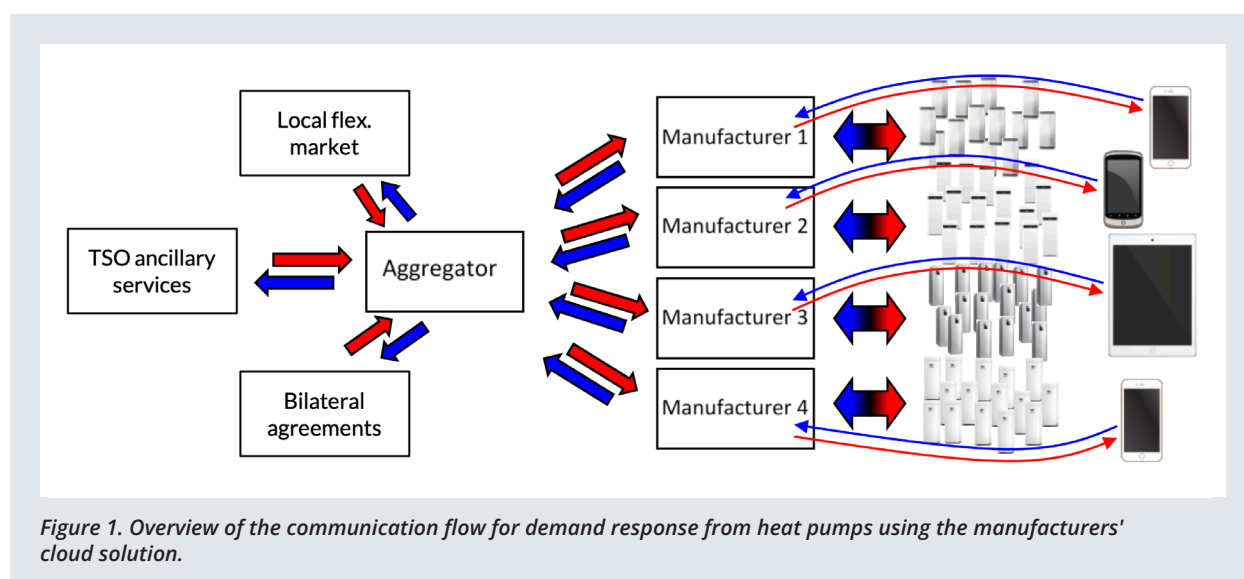 Local flex.
market
TSO ancillary
services
Aggregator
Bilateral
agreements
Manufacturer 1
Manufacturer 2
Manufacturer 3
Manufacturer 4
Figure 1. Overview of the communication flow for demand response from heat pumps using the manufacturers'
cloud solution.